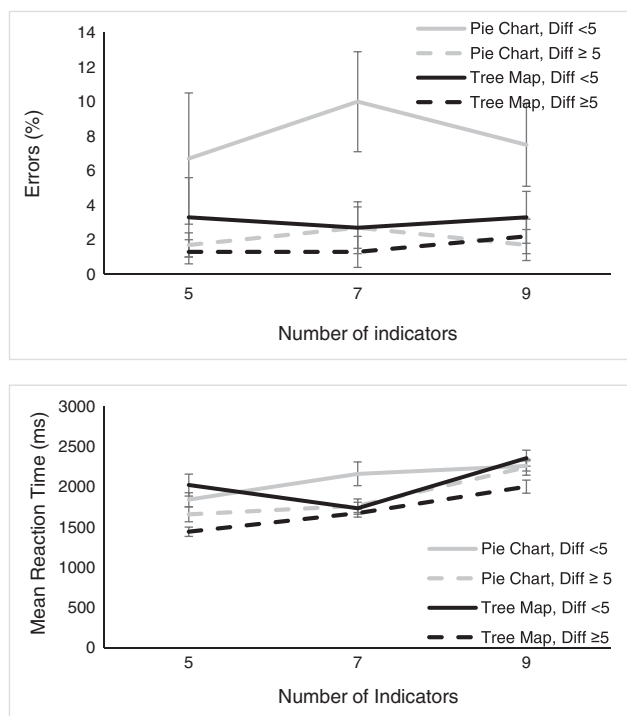 14
12
10
8
6
4
2
0
Errors (%)
Pie Chart, Diff <5
Pie Chart, Diff ≥ 5
Tree Map, Diff <5
Tree Map, Diff ≥5
5 7 9
Number of indicators
3000
2500
2000
1500
1000
500
0
Mean Reaction Time (ms)
Pie Chart, Diff <5
Pie Chart, Diff ≥ 5
Tree Map, Diff <5
Tree Map, Diff ≥5
5 7 9
Number of Indicators